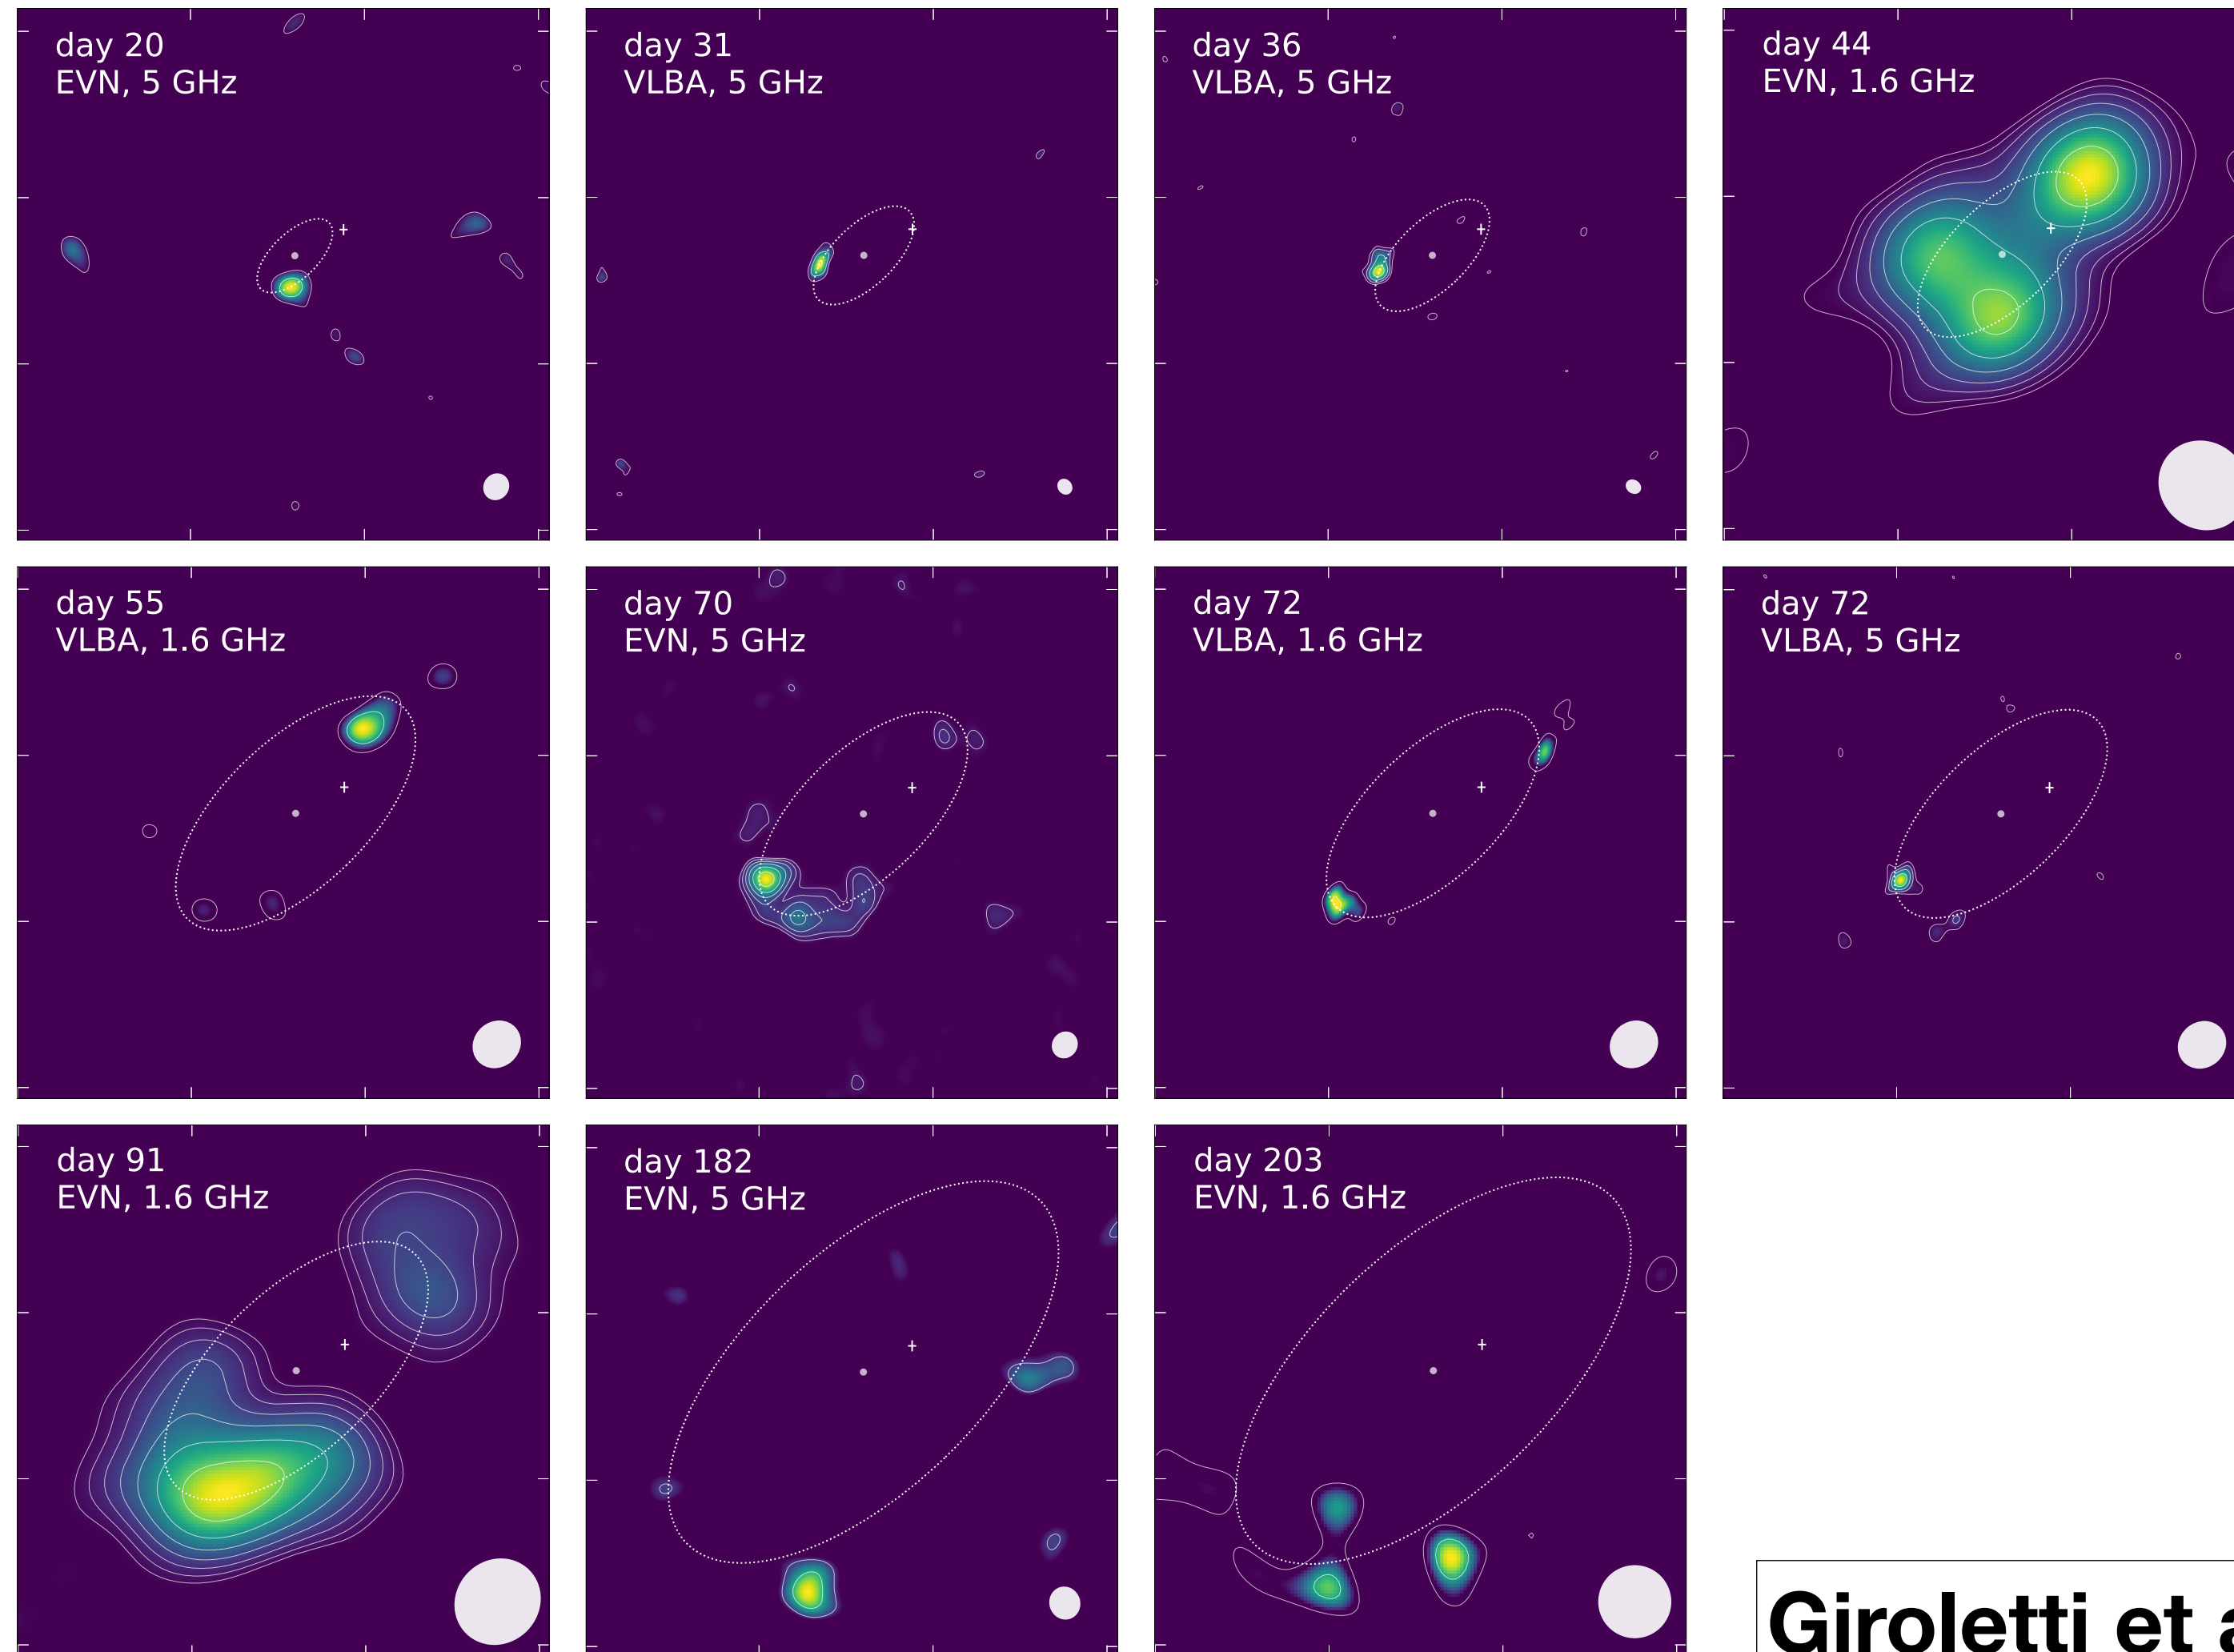 day 20
EVN, 5 GHz
day 31
VLBA, 5 GHz
day 36
VLBA, 5 GHz
day 44
EVN, 1.6 GHz
day 55
VLBA, 1.6 GHz
day 70
EVN, 5 GHz
day 72
VLBA, 1.6 GHz
day 72
VLBA, 5 GHz
day 91
EVN, 1.6 GHz
day 182
EVN, 5 GHz
day 203
EVN, 1.6 GHz
Giroletti et a